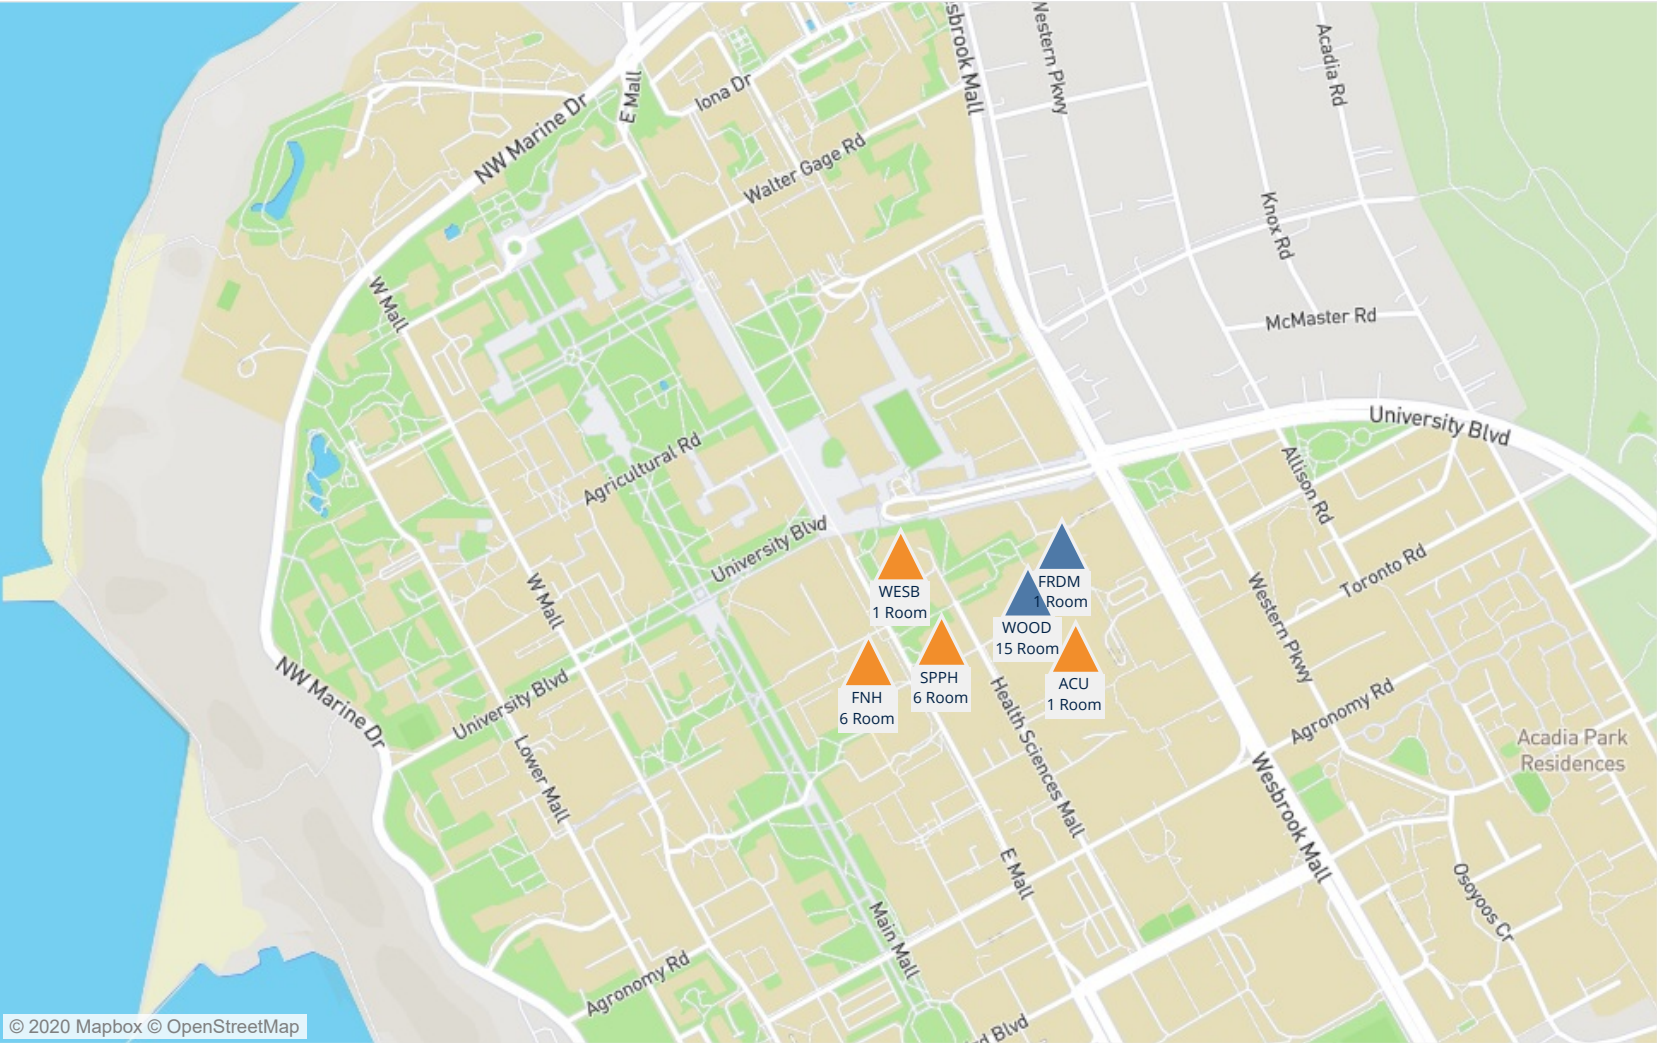 sbrook Mall
Western Pkwy
Acadia Rd
E Mall
Iona Dr
NW Marine Dr
Walter Gage Rd
Knox Rd
W Mall
McMaster Rd
University Blvd
Agricultural Rd
Allison Rd
University Blvd
Toronto Rd
W Mall
Western Pkwy
WESB
1 Room
FRDM
1 Room
WOOD
15 Room
SPPH
6 Room
ACU
1 Room
FNH
6 Room
NW Marine Dr
University Blvd
Health Sciences Mall
Agronomy Rd
Acadia Park
Residences
Lower Mall
Wesbrook Mall
E Mall
Osoyoos Cr
Main Mall
Agronomy Rd
rd Blvd
© 2020 Mapbox © OpenStreetMap